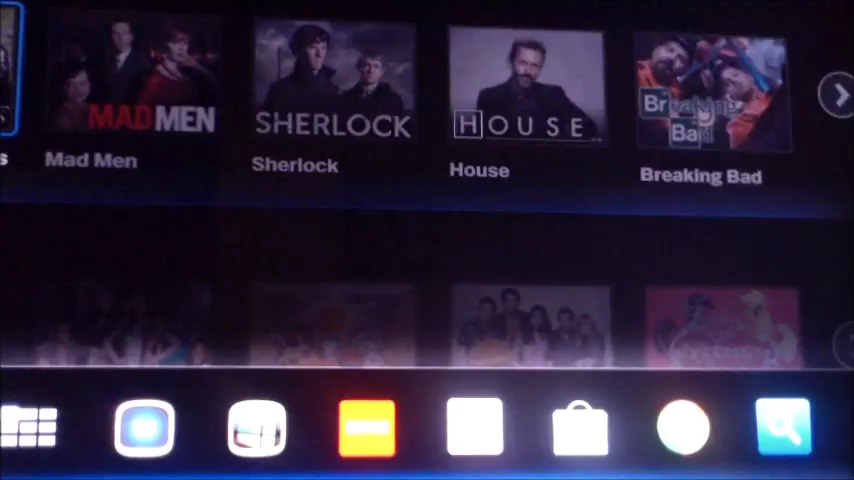 MAD MEN
SHERLOCK
HOUSE
Breaking
Bad
s
Mad Men
Sherlock
House
Breaking Bad